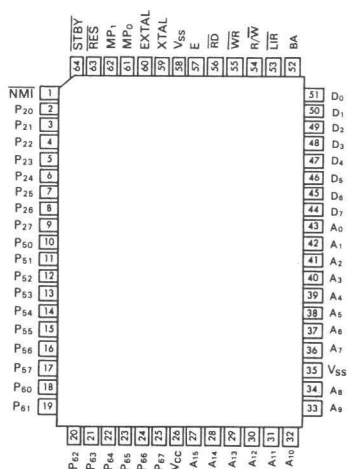 STBY RES MP1 MP0 EXTAL XTAL VSS E RD WR R/W LIR BA
64 63 62 61 60 59 58 57 56 55 54 53 52
NMI 1 51 D0
P20 2 50 D1
P21 3 49 D2
P22 4 48 D3
P23 5 47 D4
P24 6 46 D5
P25 7 45 D6
P26 8 44 D7
P27 9 43 A0
P50 10 42 A1
P51 11 41 A2
P52 12 40 A3
P53 13 39 A4
P54 14 38 A5
P55 15 37 A6
P56 16 36 A7
P57 17 35 VSS
P60 18 34 A8
P61 19 33 A9
20 21 22 23 24 25 26 27 28 29 30 31 32
P62 P63 P64 P65 P66 P67 VCC A15 A14 A13 A12 A11 A10